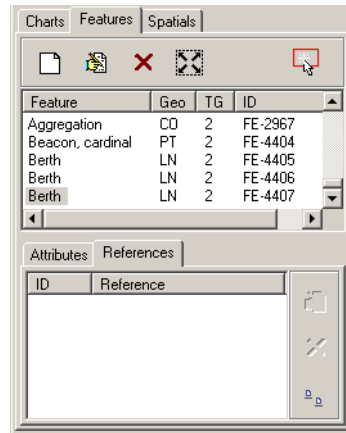 Charts Features Spatials
Feature Geo TG ID
Aggregation CO 2 FE-2967
Beacon, cardinal PT 2 FE-4404
Berth LN 2 FE-4405
Berth LN 2 FE-4406
Berth LN 2 FE-4407
Attributes References
ID Reference